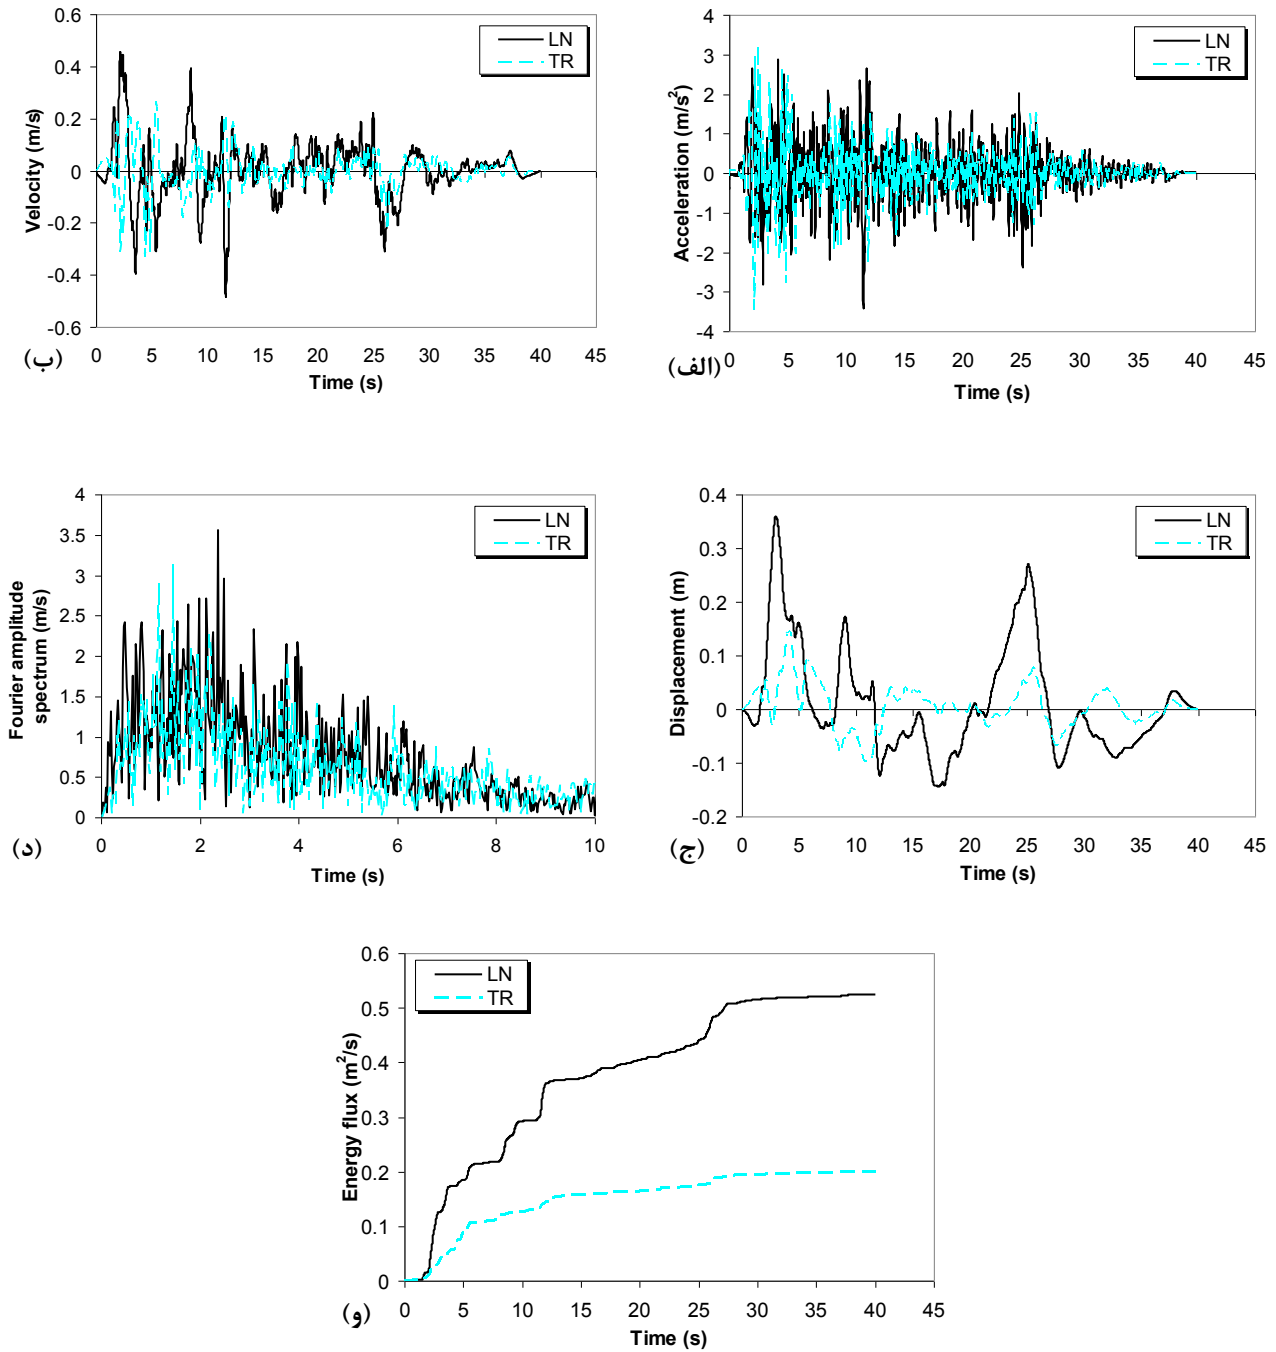 0.6
0.4
0.2
0
-0.2
-0.4
-0.6
Velocity (m/s)
LN
TR
0 5 10 15 20 25 30 35 40 45
Time (s)
(ب)
4
3
2
1
0
-1
-2
-3
-4
Acceleration (m/s²)
LN
TR
0 5 10 15 20 25 30 35 40 45
Time (s)
(الف)
4
3.5
3
2.5
2
1.5
1
0.5
0
Fourier amplitude
spectrum (m/s)
LN
TR
0 2 4 6 8 10
Time (s)
(د)
0.4
0.3
0.2
0.1
0
-0.1
-0.2
Displacement (m)
LN
TR
0 5 10 15 20 25 30 35 40 45
Time (s)
(ج)
0.6
0.5
0.4
0.3
0.2
0.1
0
Energy flux (m²/s)
LN
TR
0 5 10 15 20 25 30 35 40 45
Time (s)
(و)